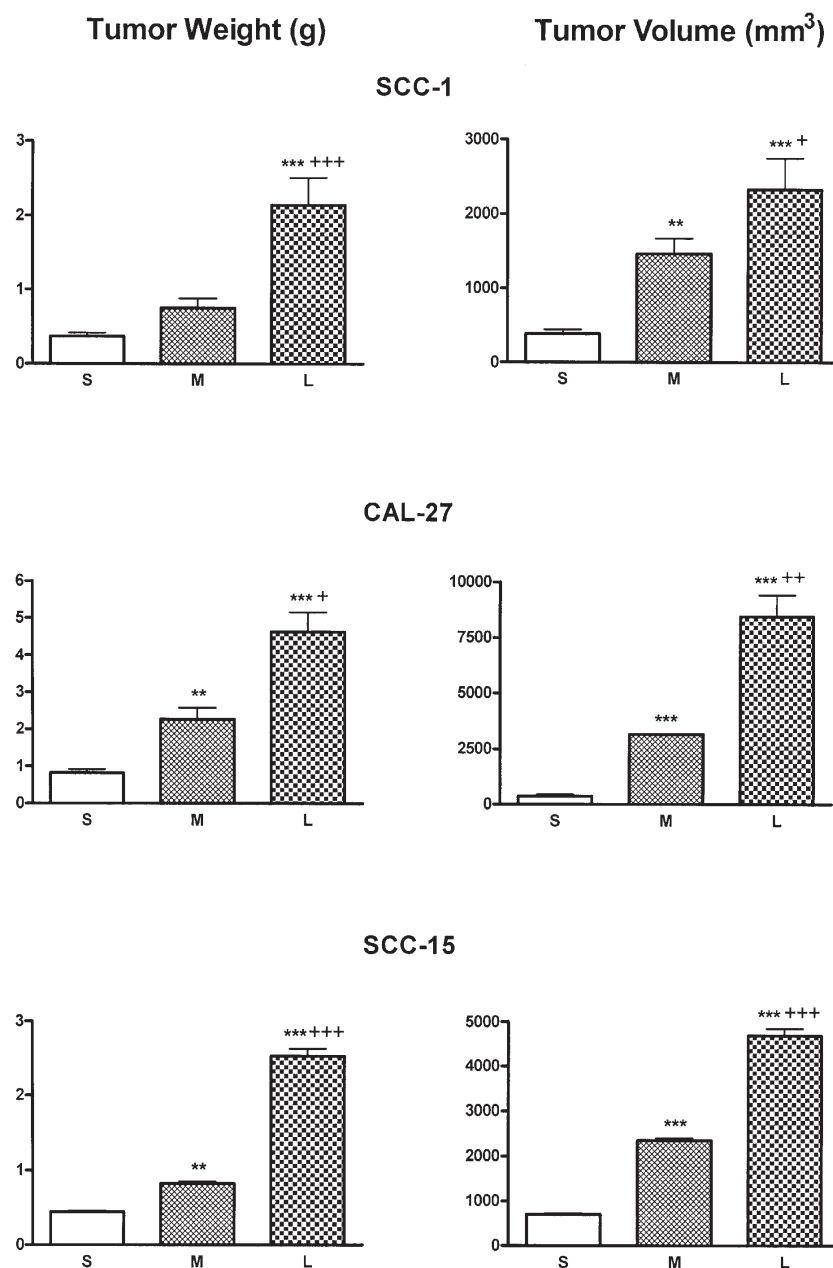 Tumor Weight (g) Tumor Volume (mm³)
SCC-1
3 3000
*** +++ *** +
2 2000
**
1 1000
0 0
S M L S M L
CAL-27
6 10000
*** + *** ++
5
7500
4
3 5000
** ***
2
2500
1
0 0
S M L S M L
SCC-15
3 5000
***+++ *** +++
4000
2
3000
** ***
2000
1
1000
0 0
S M L S M L